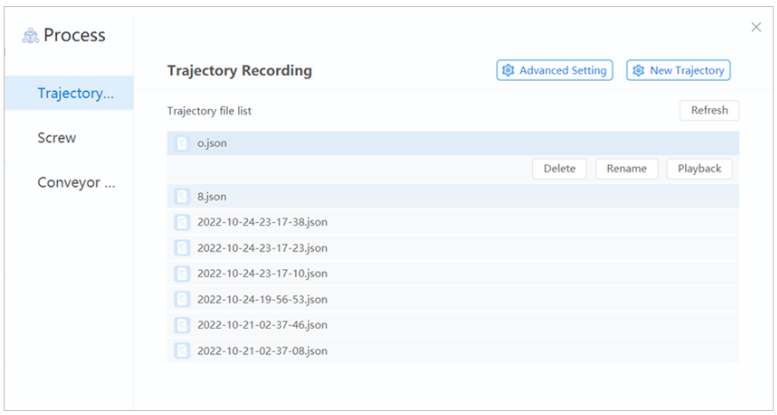 Process
Trajectory Recording
Advanced Setting
New Trajectory
Trajectory...
Trajectory file list
Refresh
o.json
Screw
Delete
Rename
Playback
Conveyor ...
8.json
2022-10-24-23-17-38.json
2022-10-24-23-17-23.json
2022-10-24-23-17-10.json
2022-10-24-19-56-53.json
2022-10-21-02-37-46.json
2022-10-21-02-37-08.json